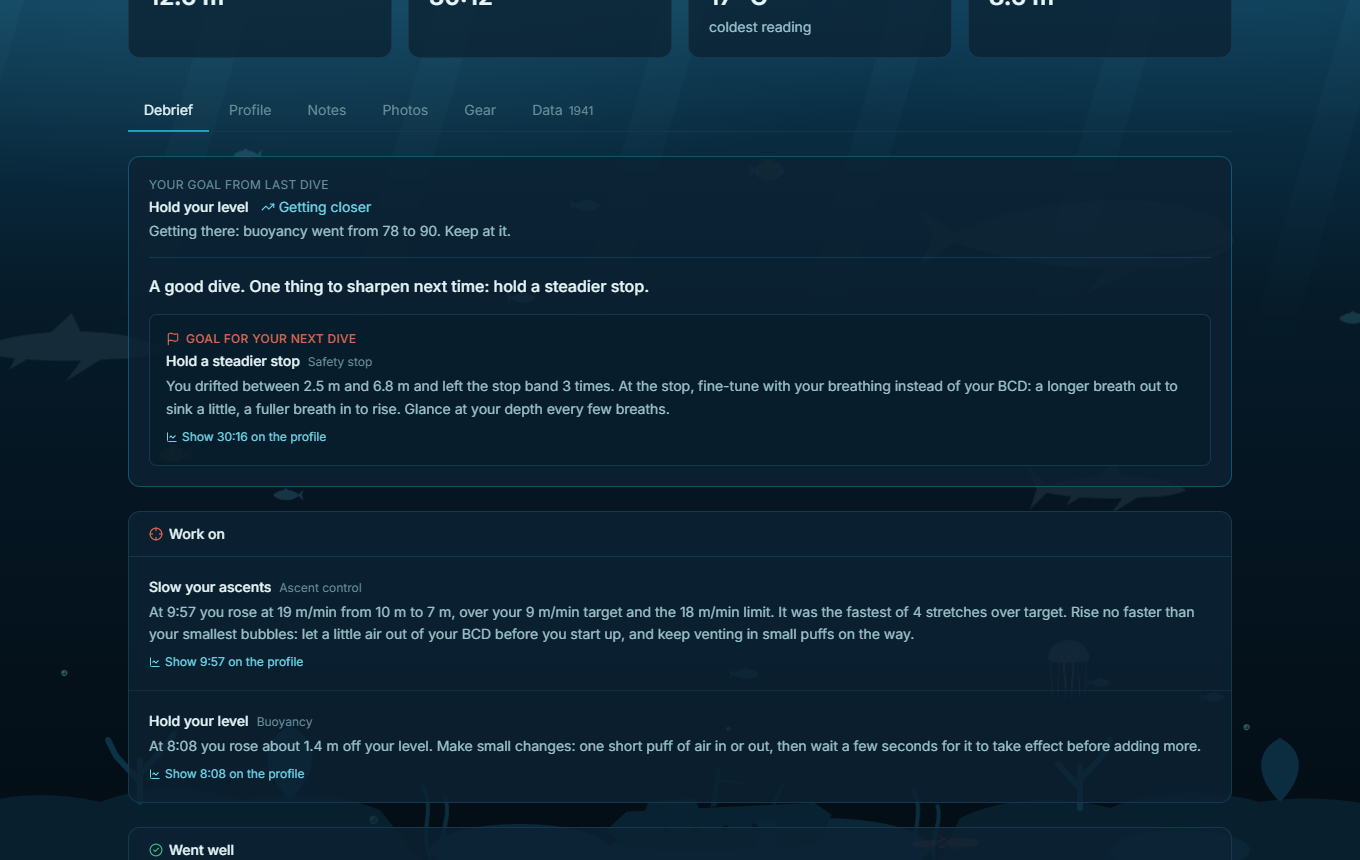 coldest reading
Debrief
Profile
Notes
Photos
Gear
Data 1941
YOUR GOAL FROM LAST DIVE
Hold your level Getting closer
Getting there: buoyancy went from 78 to 90. Keep at it.
A good dive. One thing to sharpen next time: hold a steadier stop.
GOAL FOR YOUR NEXT DIVE
Hold a steadier stop Safety stop
You drifted between 2.5 m and 6.8 m and left the stop band 3 times. At the stop, fine-tune with your breathing instead of your BCD: a longer breath out to
sink a little, a fuller breath in to rise. Glance at your depth every few breaths.
Show 30:16 on the profile
Work on
Slow your ascents Ascent control
At 9:57 you rose at 19 m/min from 10 m to 7 m, over your 9 m/min target and the 18 m/min limit. It was the fastest of 4 stretches over target. Rise no faster than
your smallest bubbles: let a little air out of your BCD before you start up, and keep venting in small puffs on the way.
Show 9:57 on the profile
Hold your level Buoyancy
At 8:08 you rose about 1.4 m off your level. Make small changes: one short puff of air in or out, then wait a few seconds for it to take effect before adding more.
Show 8:08 on the profile
Went well